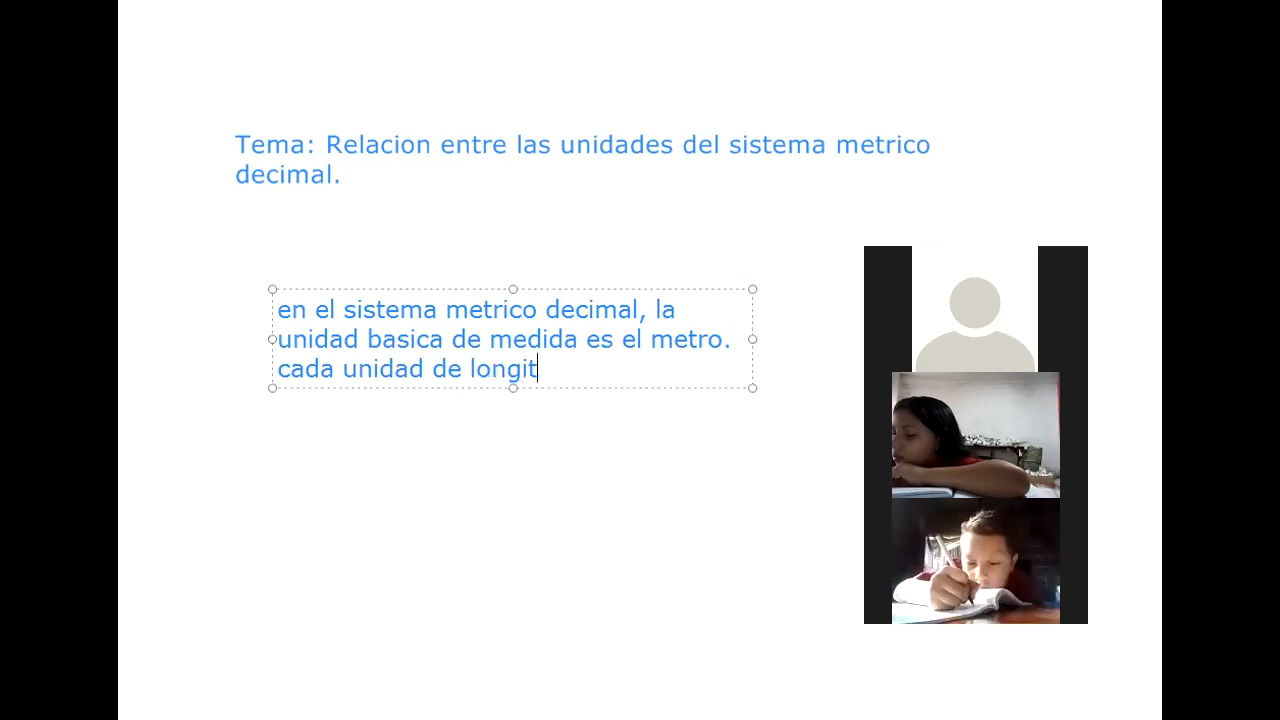 Tema: Relacion entre las unidades del sistema metrico
decimal.
en el sistema metrico decimal, la
unidad basica de medida es el metro.
cada unidad de longit